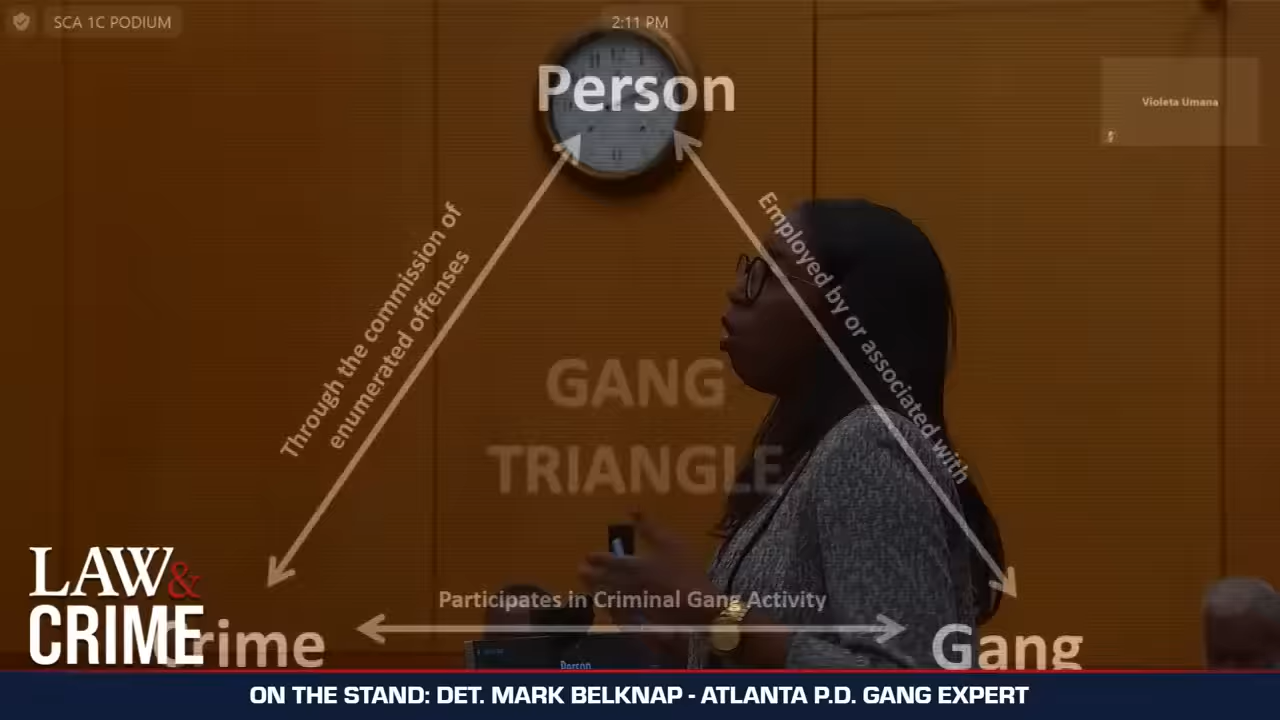 SCA 1C PODIUM
2:11 PM
Person
Violeta Umana
Through the commission of
enumerated offenses
Employed by or associated with
GANG
TRIANGLE
Participates in Criminal Gang Activity
Crime
Gang
Person
LAW&
CRIME
ON THE STAND: DET. MARK BELKNAP - ATLANTA P.D. GANG EXPERT